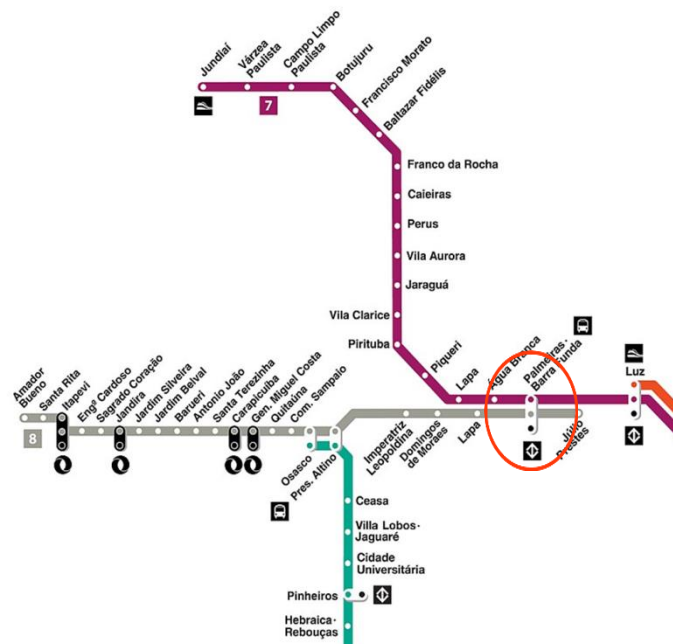 Jundiaí
Várzea
Paulista
Campo Limpo
Paulista
Botujuru
Francisco Morato
Baltazar Fidélis
7
Franco da Rocha
Caieiras
Perus
Vila Aurora
Jaraguá
Vila Clarice
Pirituba
Piqueri
Lapa
Água Branca
Palmeiras-
Barra Funda
Luz
Amador
Bueno
Santa Rita
Itapevi
Engº Cardoso
Sagrado Coração
Jandira
Jardim Silveira
Jardim Belval
Barueri
Antonio João
Santa Terezinha
Carapicuíba
Gen. Miguel Costa
Quitaúna
Com. Sampaio
8
Osasco
Pres. Altino
Imperatriz
Leopoldina
Domingos
de Moraes
Lapa
Júlio
Prestes
Ceasa
Villa Lobos-
Jaguaré
Cidade
Universitária
Pinheiros
Hebraica-
Rebouças